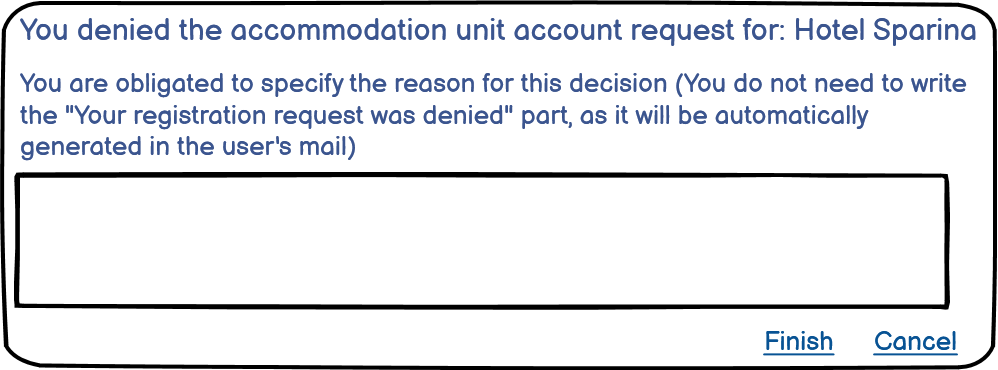 You denied the accommodation unit account request for: Hotel Sparina
You are obligated to specify the reason for this decision (You do not need to write
the "Your registration request was denied" part, as it will be automatically
generated in the user's mail)
Finish Cancel